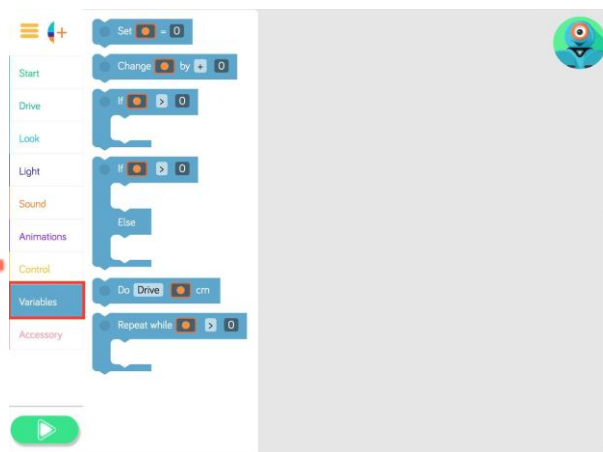 Start
Drive
Look
Light
Sound
Animations
Control
Variables
Accessory
Set = 0
Change by + 0
If > 0
If > 0
Else
Do Drive cm
Repeat while > 0